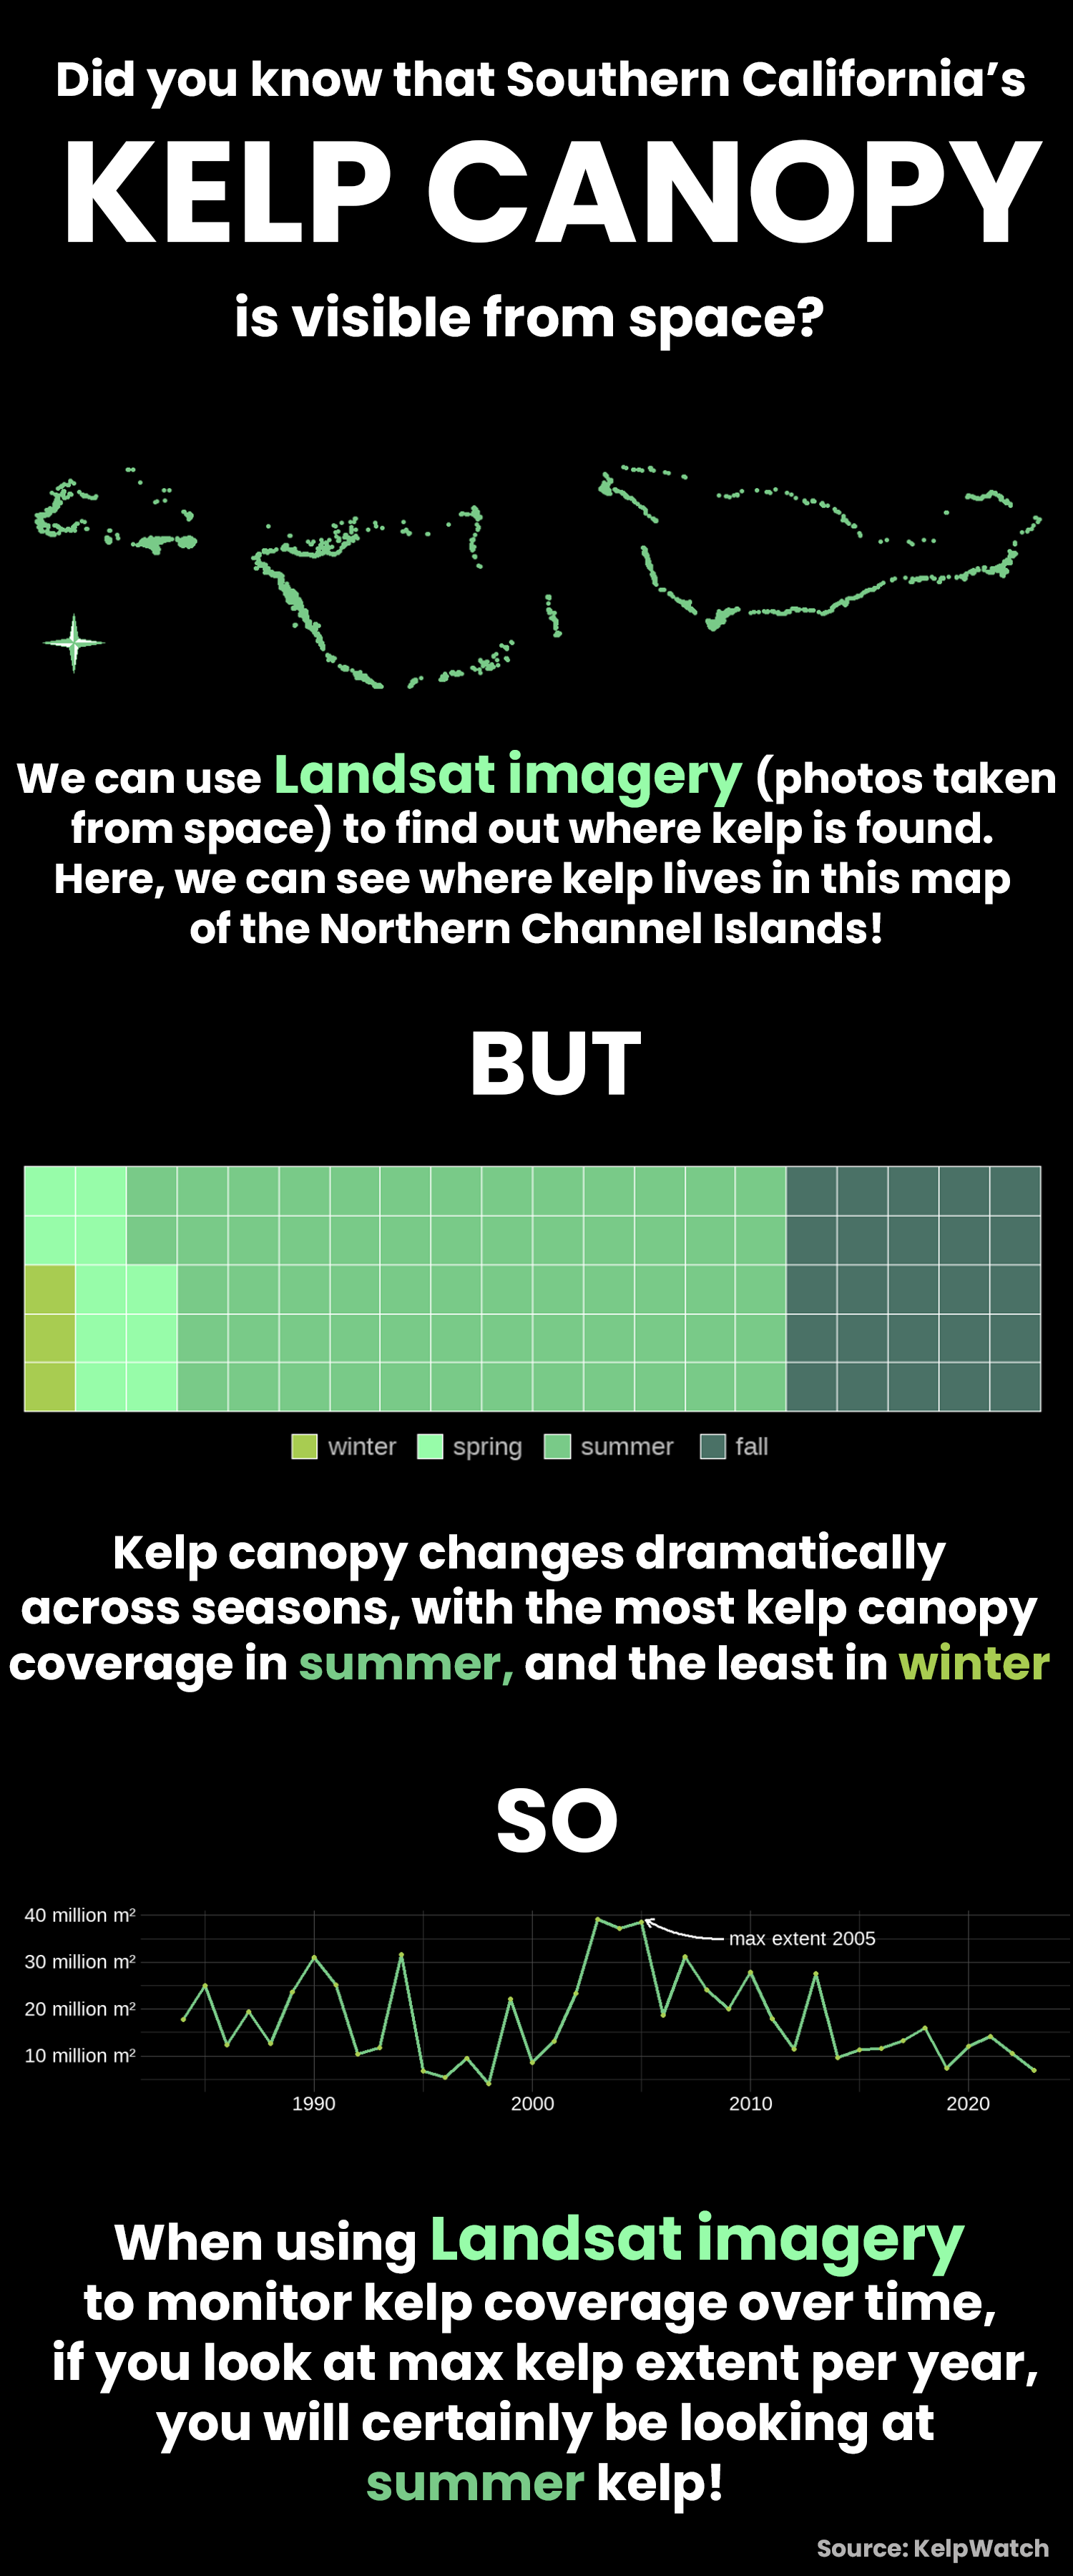 Did you know that Southern California’s
KELP CANOPY
is visible from space?
We can use Landsat imagery (photos taken
from space) to find out where kelp is found.
Here, we can see where kelp lives in this map
of the Northern Channel Islands!
BUT
winter spring summer fall
Kelp canopy changes dramatically
across seasons, with the most kelp canopy
coverage in summer, and the least in winter
SO
40 million m²
max extent 2005
30 million m²
20 million m²
10 million m²
1990 2000 2010 2020
When using Landsat imagery
to monitor kelp coverage over time,
if you look at max kelp extent per year,
you will certainly be looking at
summer kelp!
Source: KelpWatch